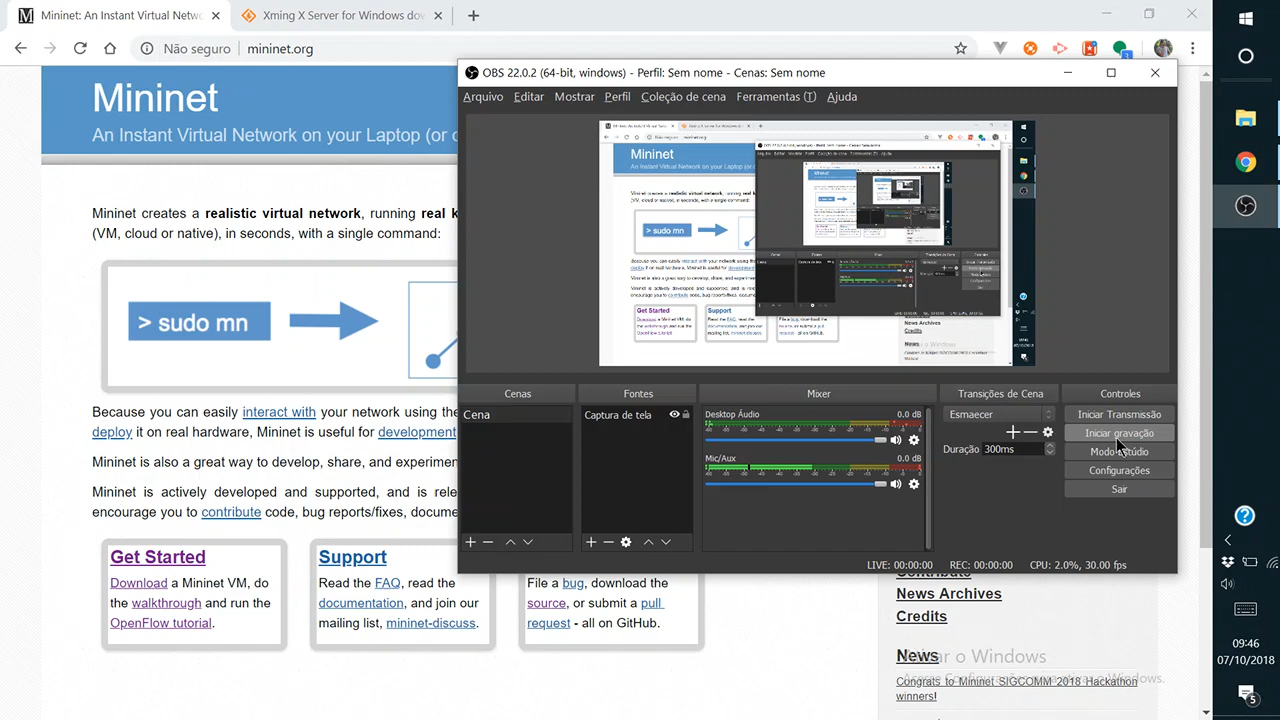 Mininet: An Instant Virtual Netw
Xming X Server for Windows do
Não seguro
mininet.org
Mininet
An Instant Virtual Network on your Laptop (or o
creates a realistic virtual network, running real k
(VM, cloud or native), in seconds, with a single command:
> sudo mn
Because you can easily interact with your network using the
deploy it on real hardware, Mininet is useful for development
Mininet is also a great way to develop, share, and experiment
Mininet is actively developed and supported, and is rele
encourage you to contribute code, bug reports/fixes, docume
Get Started
Download a Mininet VM, do
the walkthrough and run the
OpenFlow tutorial.
Support
Read the FAQ, read the
documentation, and join our
mailing list, mininet-discuss.
File a bug, download the
source, or submit a pull
request - all on GitHub.
Contribute
News Archives
Credits
News
Congrats to Mininet SIGCOMM 2018 Hackathon
winners!
OBS 22.0.2 (64-bit, windows) - Perfil: Sem nome - Cenas: Sem nome
Arquivo Editar Mostrar Perfil Coleção de cena Ferramentas (T) Ajuda
Cenas
Cena
Fontes
Captura de tela
Mixer
Desktop Áudio 0.0 dB
Mic/Aux 0.0 dB
Transições de Cena
Esmaecer
Duração 300ms
Controles
Iniciar Transmissão
Iniciar gravação
Modo estúdio
Configurações
Sair
LIVE: 00:00:00 REC: 00:00:00 CPU: 2.0%, 30.00 fps
o Windows
3
09:46
07/10/2018
5